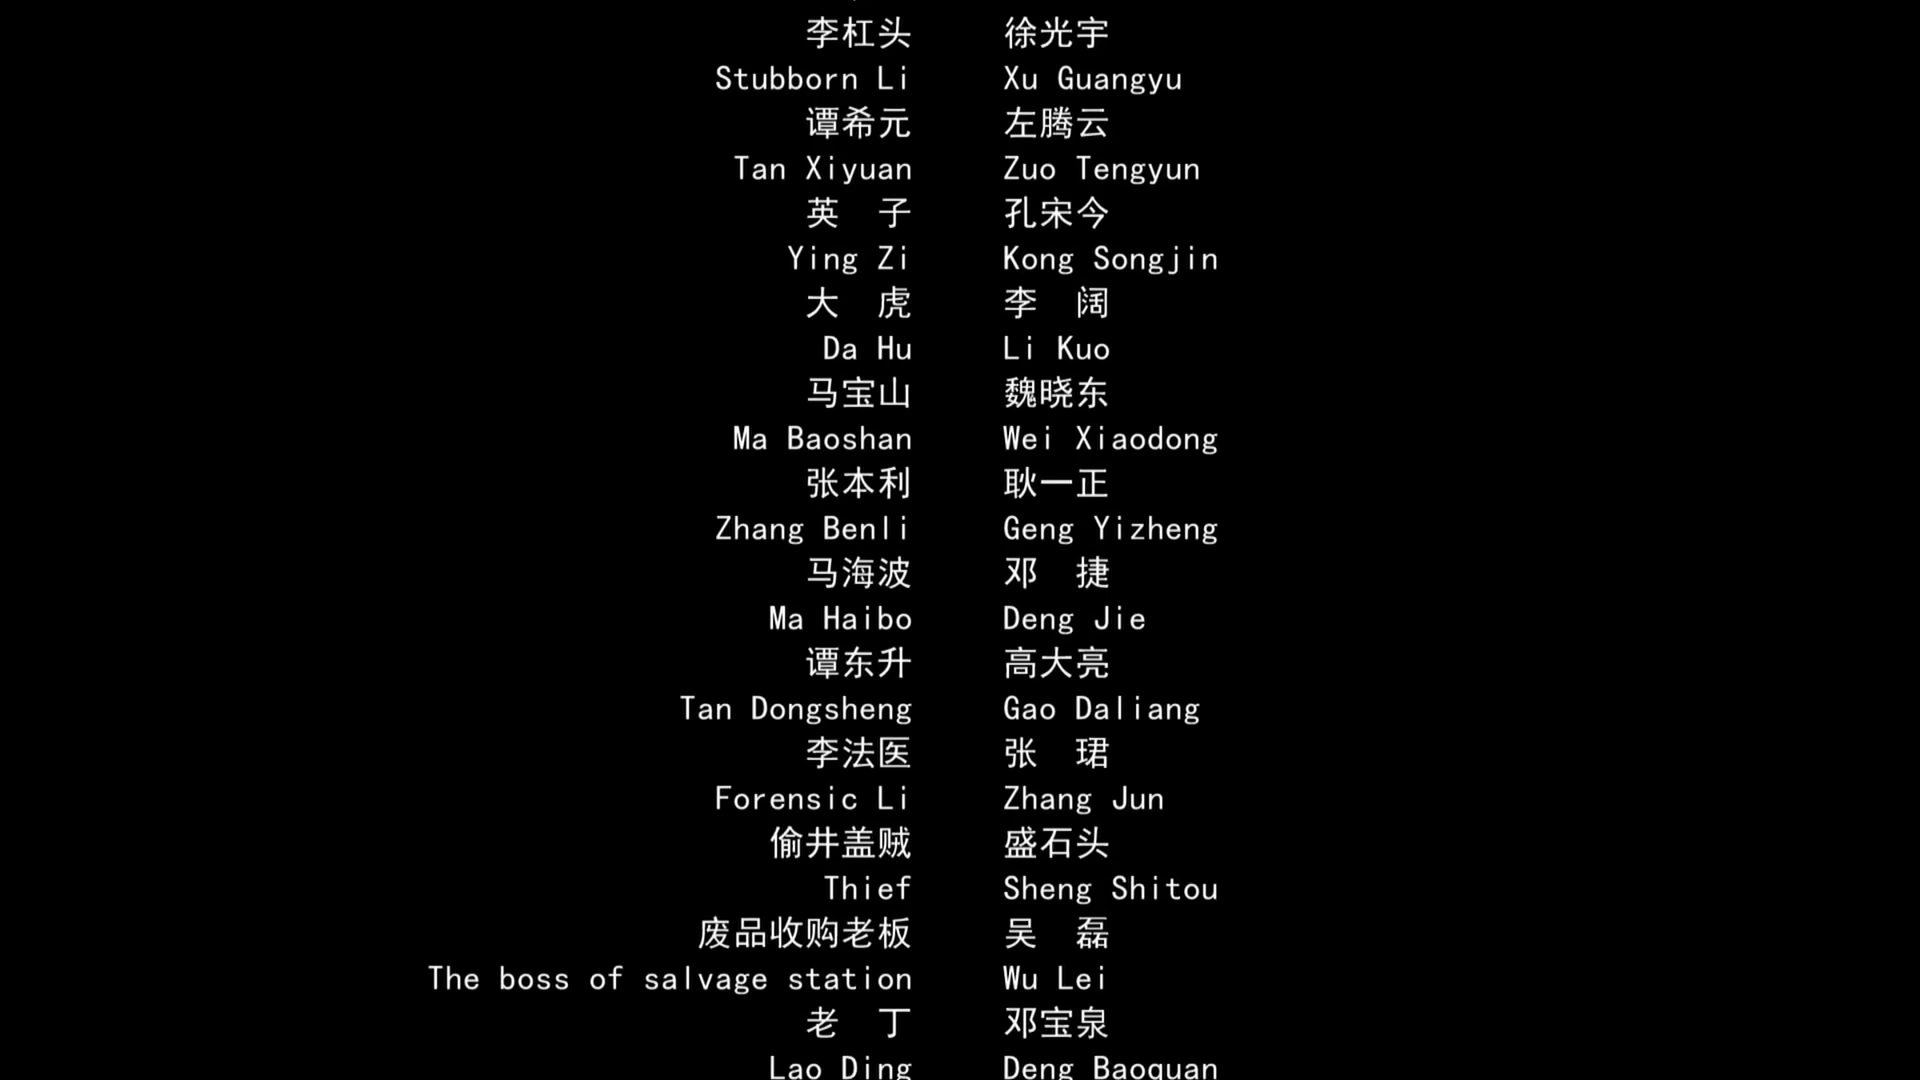 李杠头 徐光宇
Stubborn Li Xu Guangyu
谭希元 左腾云
Tan Xiyuan Zuo Tengyun
英 子 孔宋今
Ying Zi Kong Songjin
大 虎 李 阔
Da Hu Li Kuo
马宝山 魏晓东
Ma Baoshan Wei Xiaodong
张本利 耿一正
Zhang Benli Geng Yizheng
马海波 邓 捷
Ma Haibo Deng Jie
谭东升 高大亮
Tan Dongsheng Gao Daliang
李法医 张 珺
Forensic Li Zhang Jun
偷井盖贼 盛石头
Thief Sheng Shitou
废品收购老板 吴 磊
The boss of salvage station Wu Lei
老 丁 邓宝泉
Lao Ding Deng Baoquan